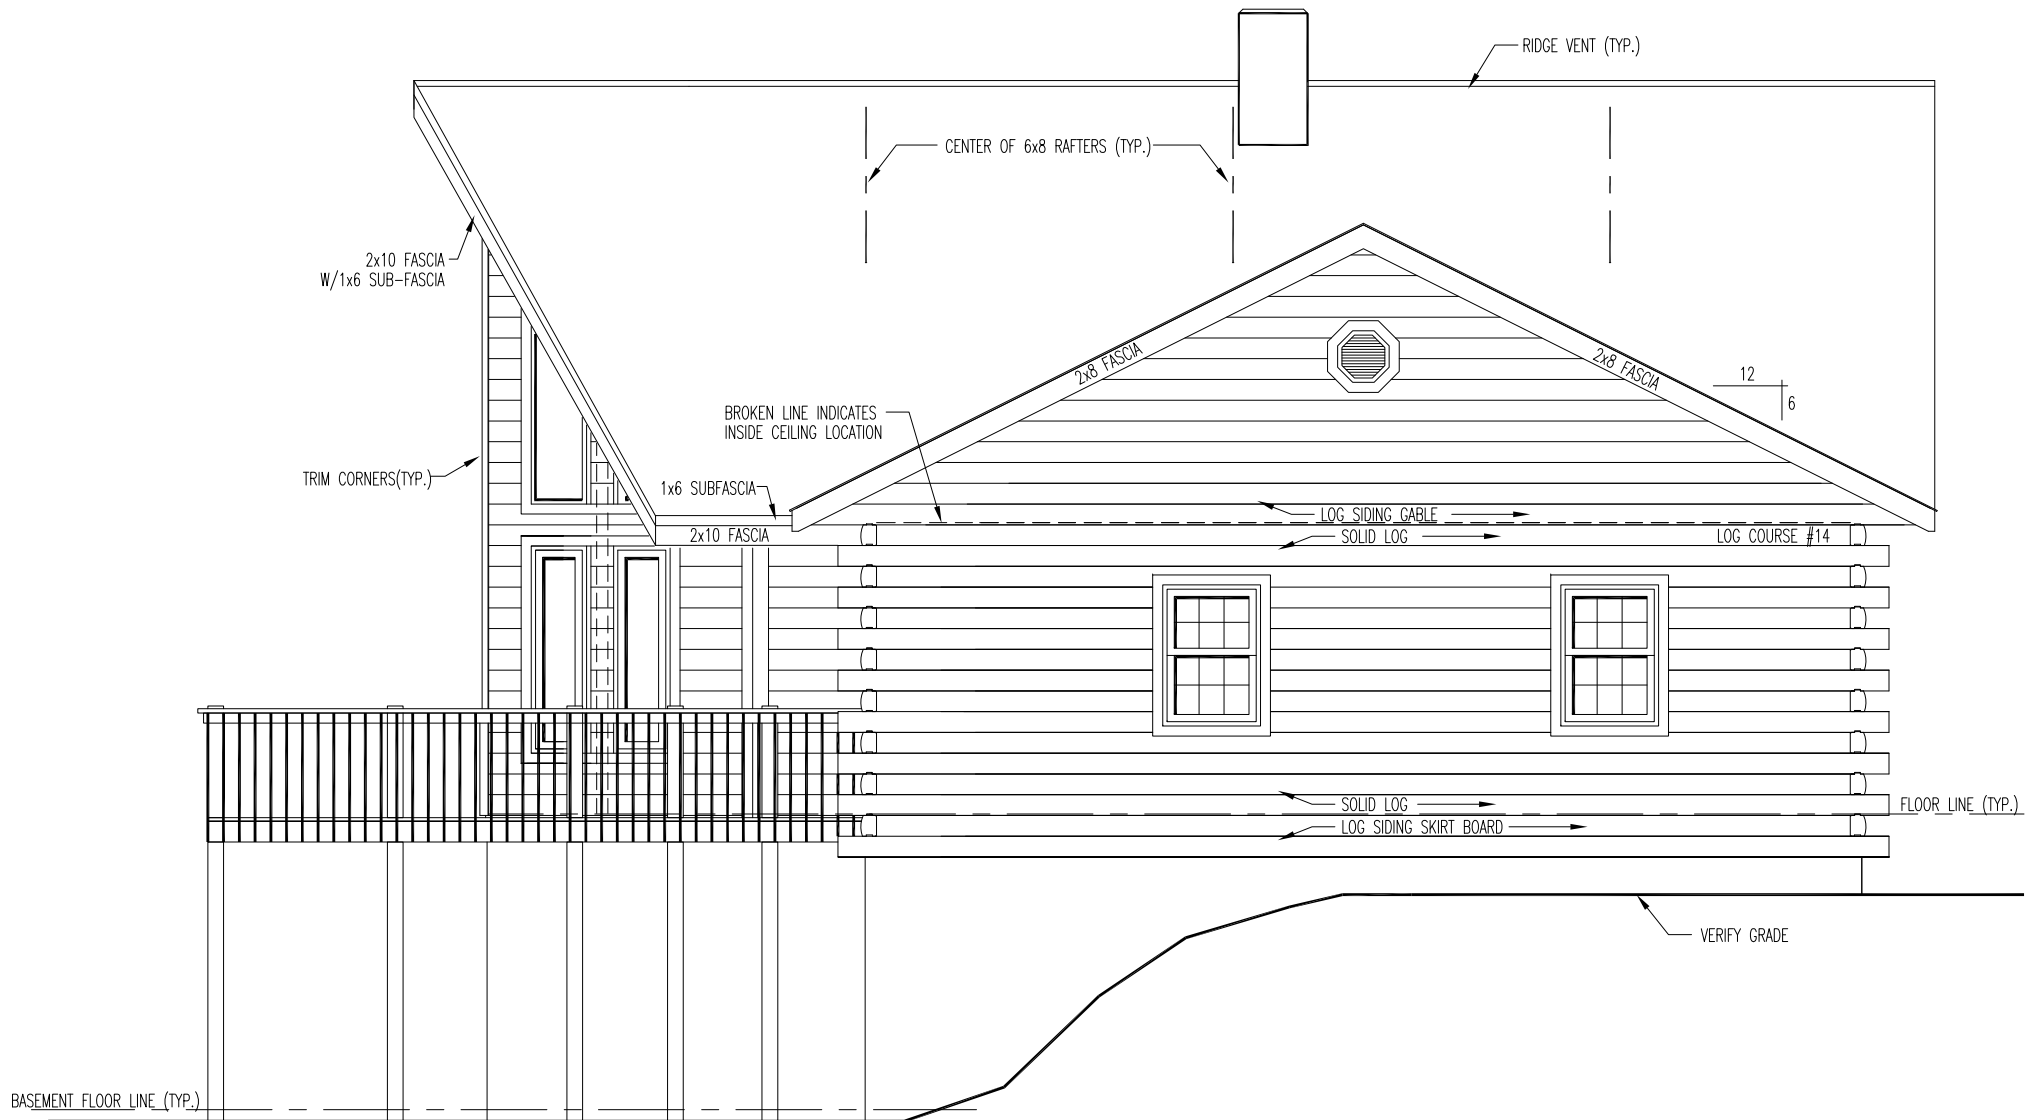 RIDGE VENT (TYP.)
CENTER OF 6x8 RAFTERS (TYP.)
2x10 FASCIA
W/1x6 SUB-FASCIA
2x8 FASCIA
2x8 FASCIA
12
6
BROKEN LINE INDICATES
INSIDE CEILING LOCATION
TRIM CORNERS(TYP.)
1x6 SUBFASCIA
LOG SIDING GABLE
2x10 FASCIA
SOLID LOG
LOG COURSE #14
SOLID LOG
FLOOR LINE (TYP.)
LOG SIDING SKIRT BOARD
VERIFY GRADE
BASEMENT FLOOR LINE (TYP.)